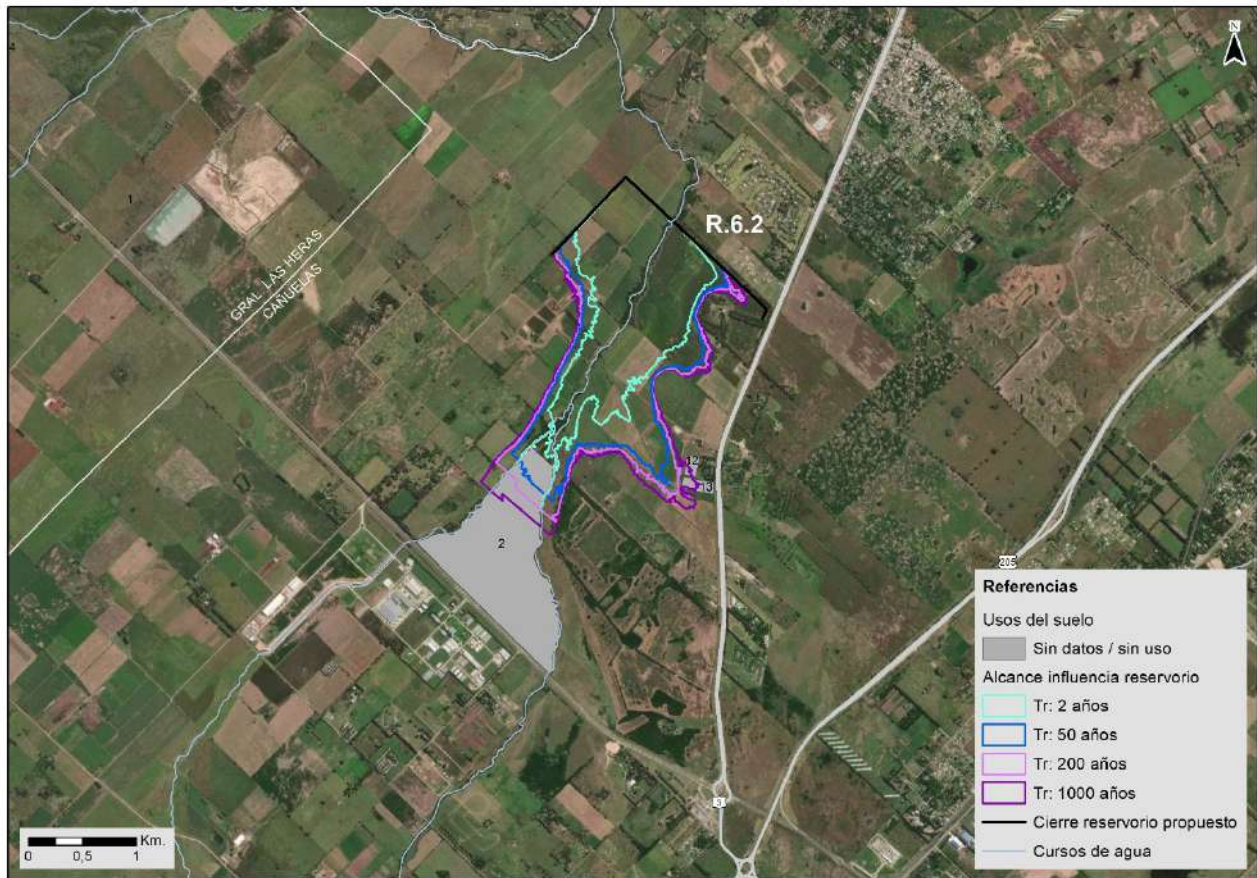 N
4
1
GRAL. LAS HERAS
CAÑUELAS
R.6.2
12
13
2
205
3
Referencias
Usos del suelo
Sin datos / sin uso
Alcance influencia reservorio
Tr: 2 años
Tr: 50 años
Tr: 200 años
Tr: 1000 años
Cierre reservorio propuesto
Cursos de agua
Km.
0 0,5 1